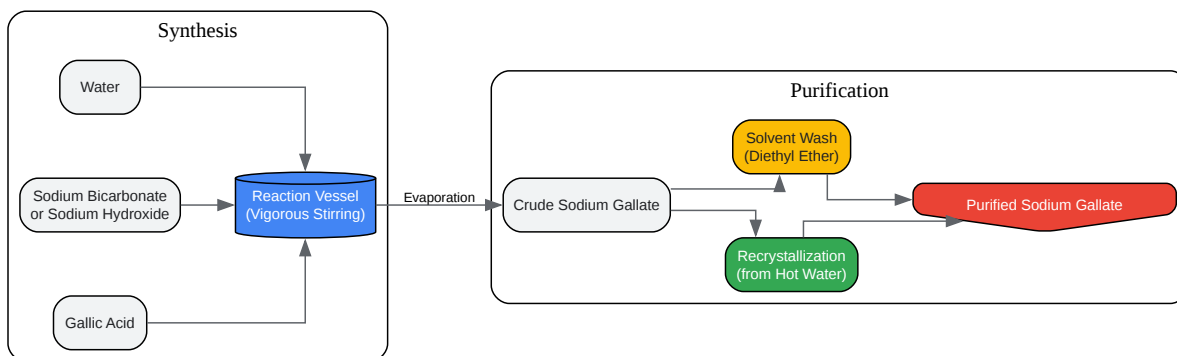 Synthesis
Water
Sodium Bicarbonate
or Sodium Hydroxide
Reaction Vessel
(Vigorous Stirring)
Gallic Acid
Evaporation
Purification
Crude Sodium Gallate
Solvent Wash
(Diethyl Ether)
Recrystallization
(from Hot Water)
Purified Sodium Gallate